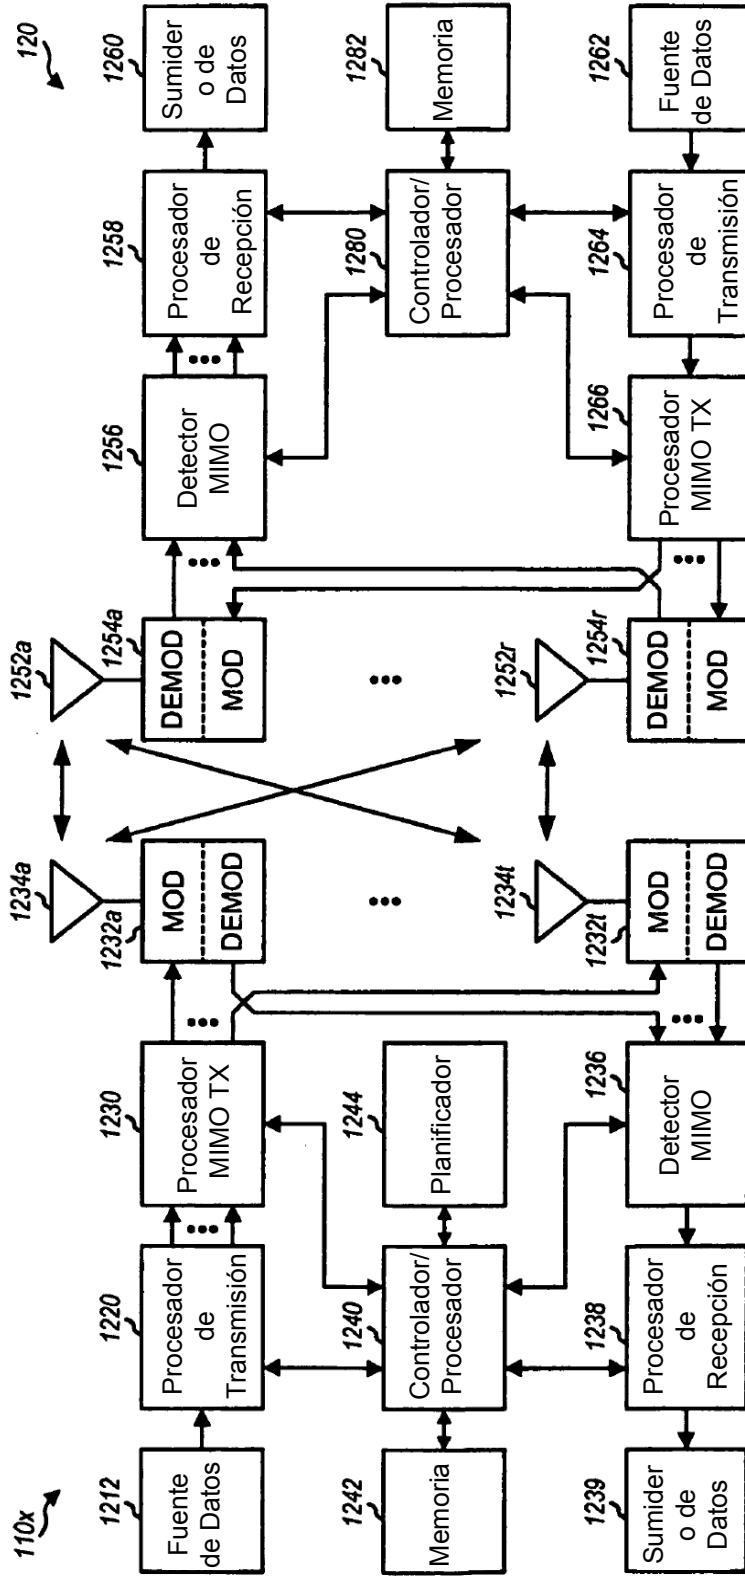 110x
120
1212
Fuente
de Datos
1220
Procesador
de
Transmisión
1230
Procesador
MIMO TX
1234a
1232a
MOD
DEMOD
1252a
1254a
DEMOD
MOD
1256
Detector
MIMO
1258
Procesador
de
Recepción
1260
Sumider
o de
Datos
1242
Memoria
1240
Controlador/
Procesador
1244
Planificador
1280
Controlador/
Procesador
1282
Memoria
1239
Sumider
o de
Datos
1238
Procesador
de
Recepción
1236
Detector
MIMO
1234t
1232t
MOD
DEMOD
1252r
1254r
DEMOD
MOD
1266
Procesador
MIMO TX
1264
Procesador
de
Transmisión
1262
Fuente
de Datos